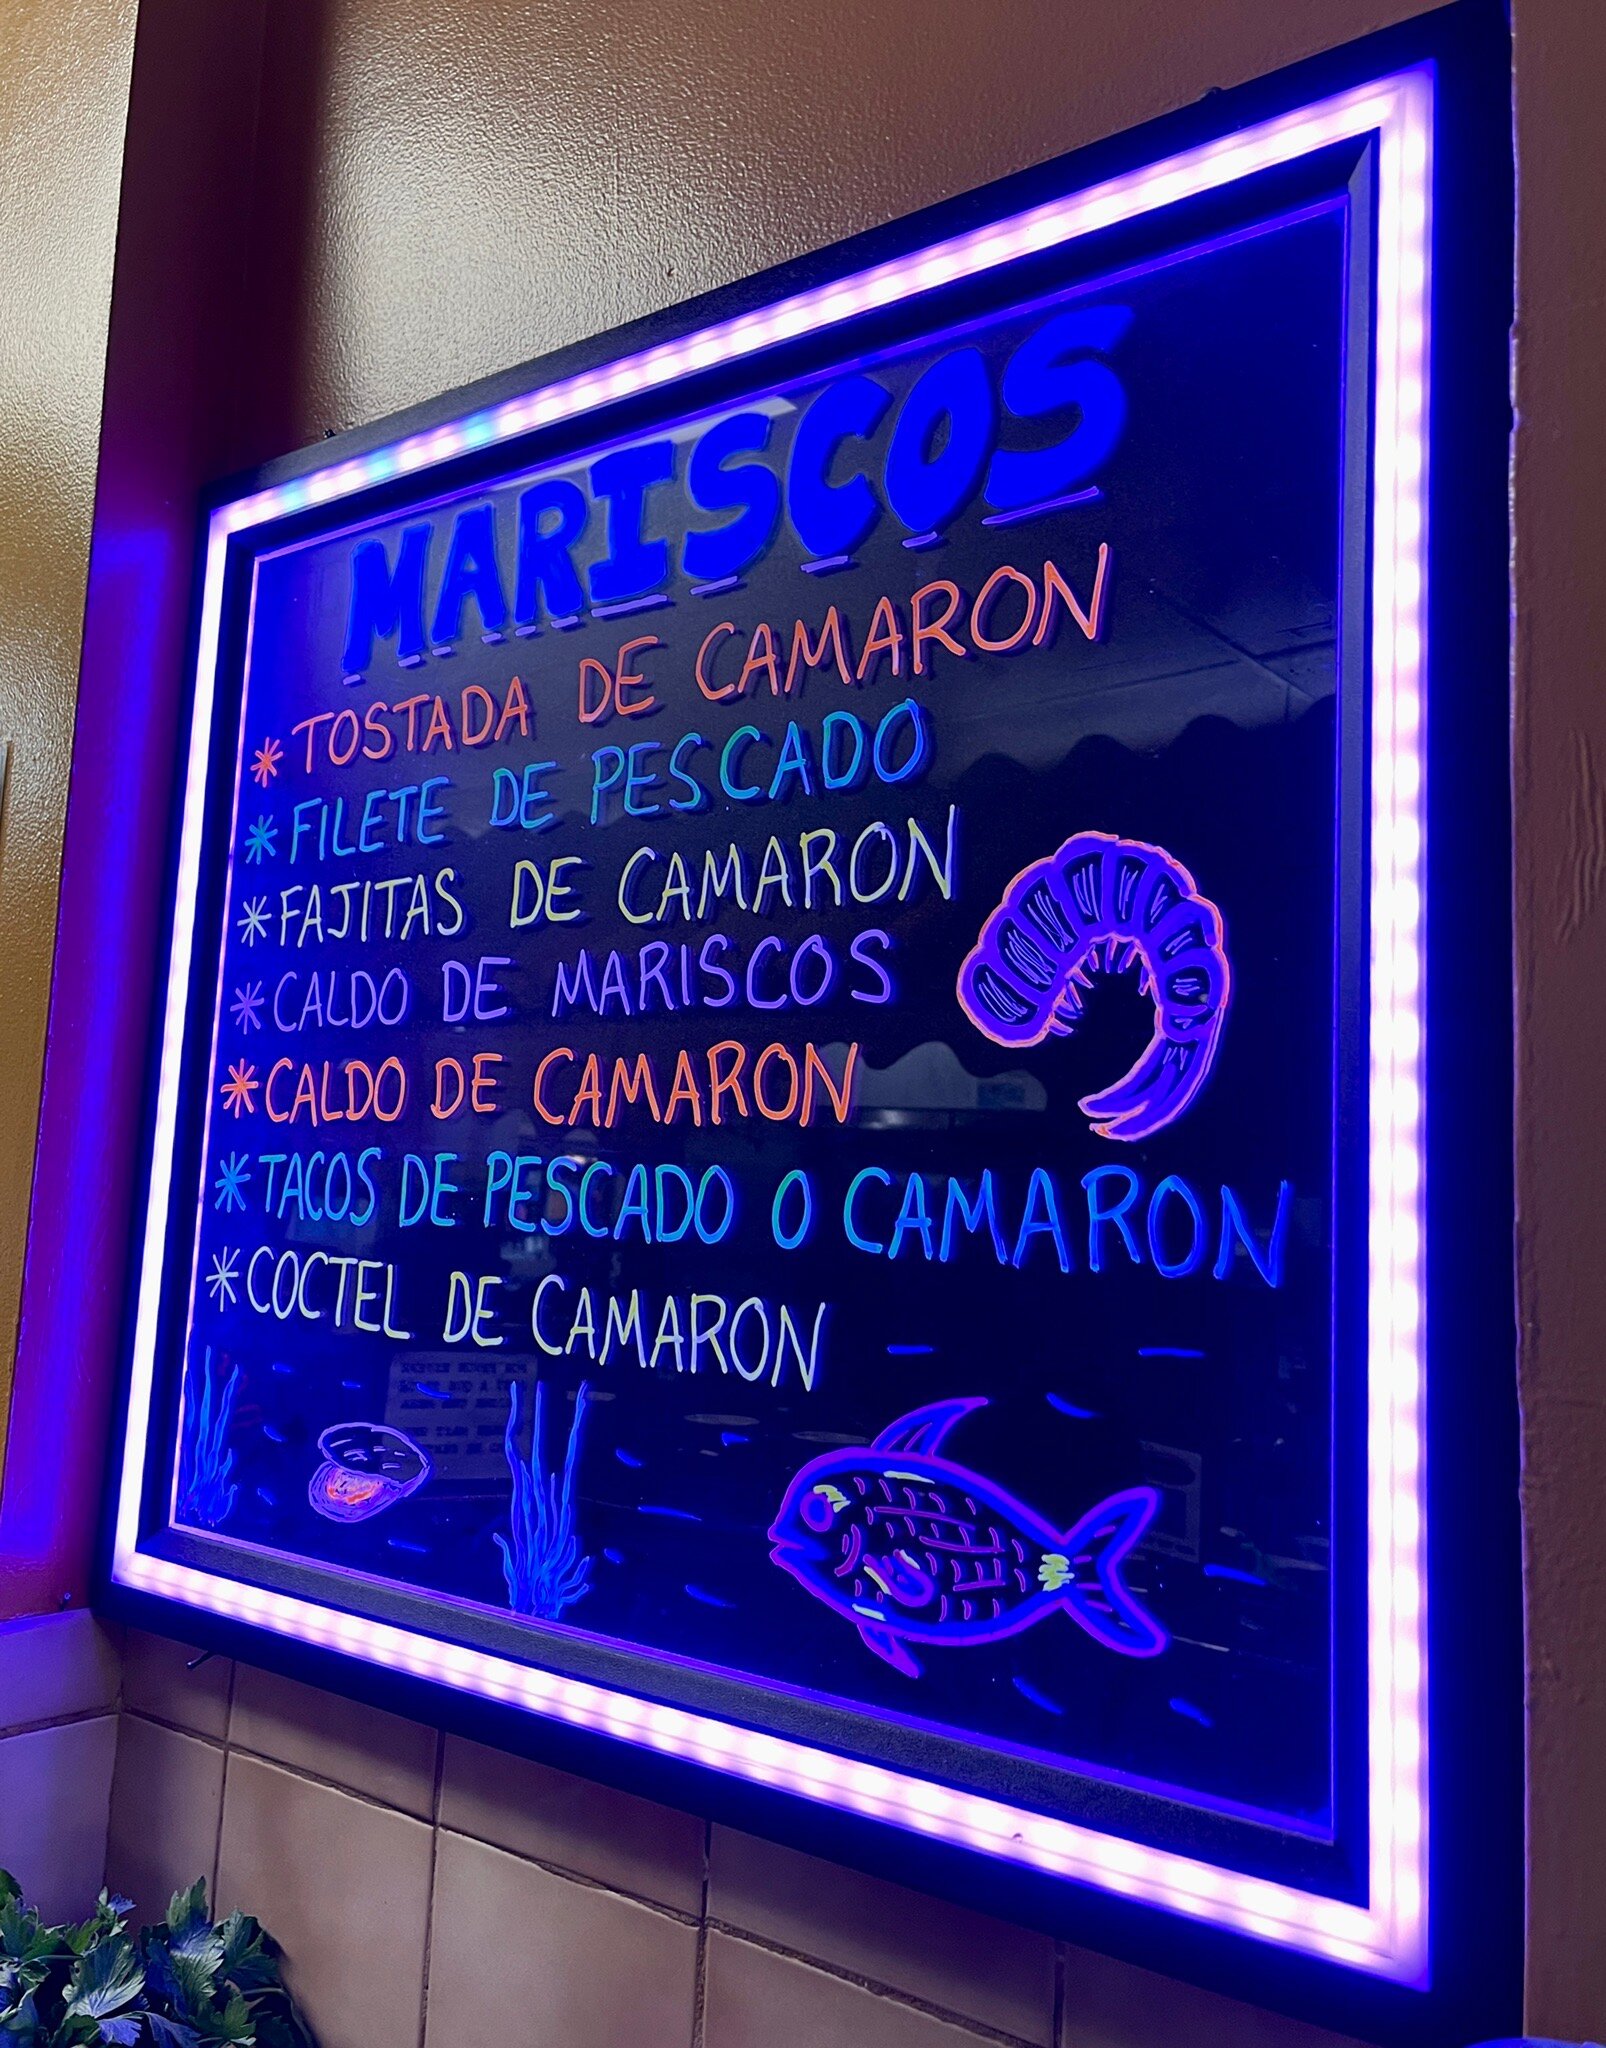 MARISCOS
* TOSTADA DE CAMARON
* FILETE DE PESCADO
* FAJITAS DE CAMARON
* CALDO DE MARISCOS
* CALDO DE CAMARON
* TACOS DE PESCADO O CAMARON
* COCTEL DE CAMARON